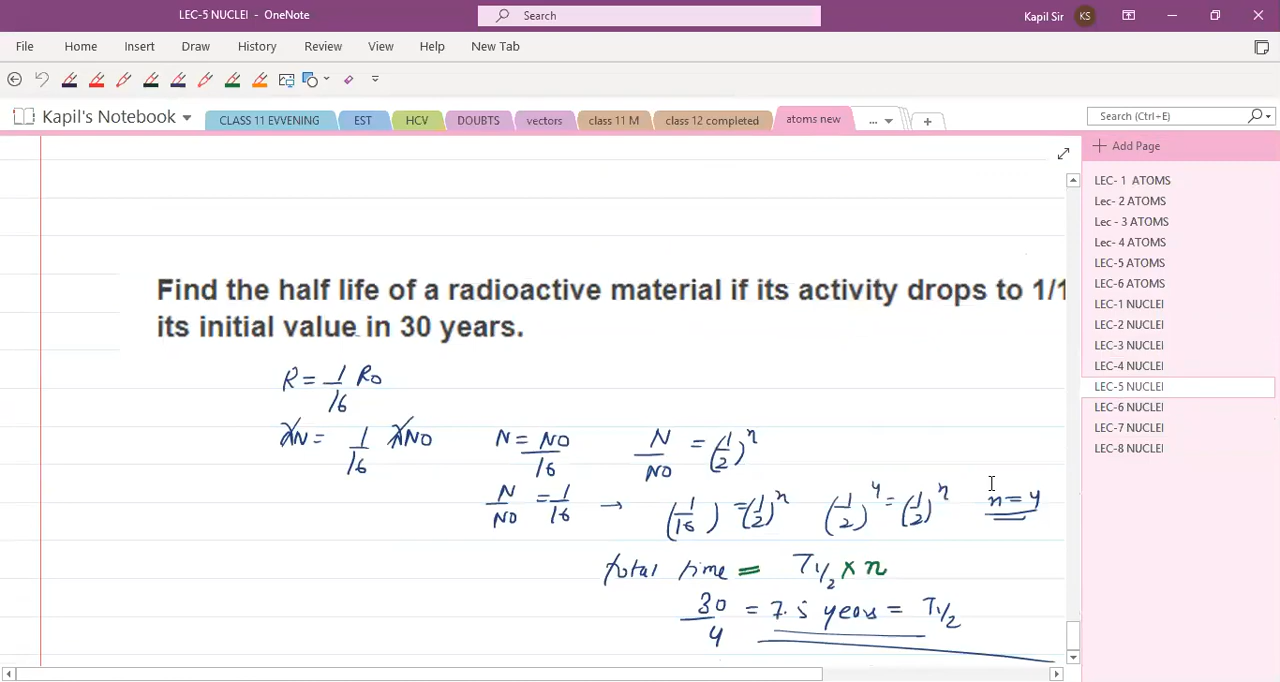 LEC-5 NUCLEI - OneNote
Search
Kapil Sir KS
File Home Insert Draw History Review View Help New Tab
Kapil's Notebook CLASS 11 EVVENING EST HCV DOUBTS vectors class 11 M class 12 completed atoms new ... +
Search (Ctrl+E)
Add Page
LEC- 1 ATOMS
Lec- 2 ATOMS
Lec - 3 ATOMS
Lec- 4 ATOMS
LEC-5 ATOMS
LEC-6 ATOMS
LEC-1 NUCLEI
LEC-2 NUCLEI
LEC-3 NUCLEI
LEC-4 NUCLEI
LEC-5 NUCLEI
LEC-6 NUCLEI
LEC-7 NUCLEI
LEC-8 NUCLEI
Find the half life of a radioactive material if its activity drops to 1/1
its initial value in 30 years.
R = 1/16 R0
λN = 1/16 λN0 N = N0/16 N/N0 = (1/2)^n
N/N0 = 1/16 → (1/16) = (1/2)^n (1/2)^4 = (1/2)^n n = 4
total time = T1/2 × n
30/4 = 7.5 years = T1/2